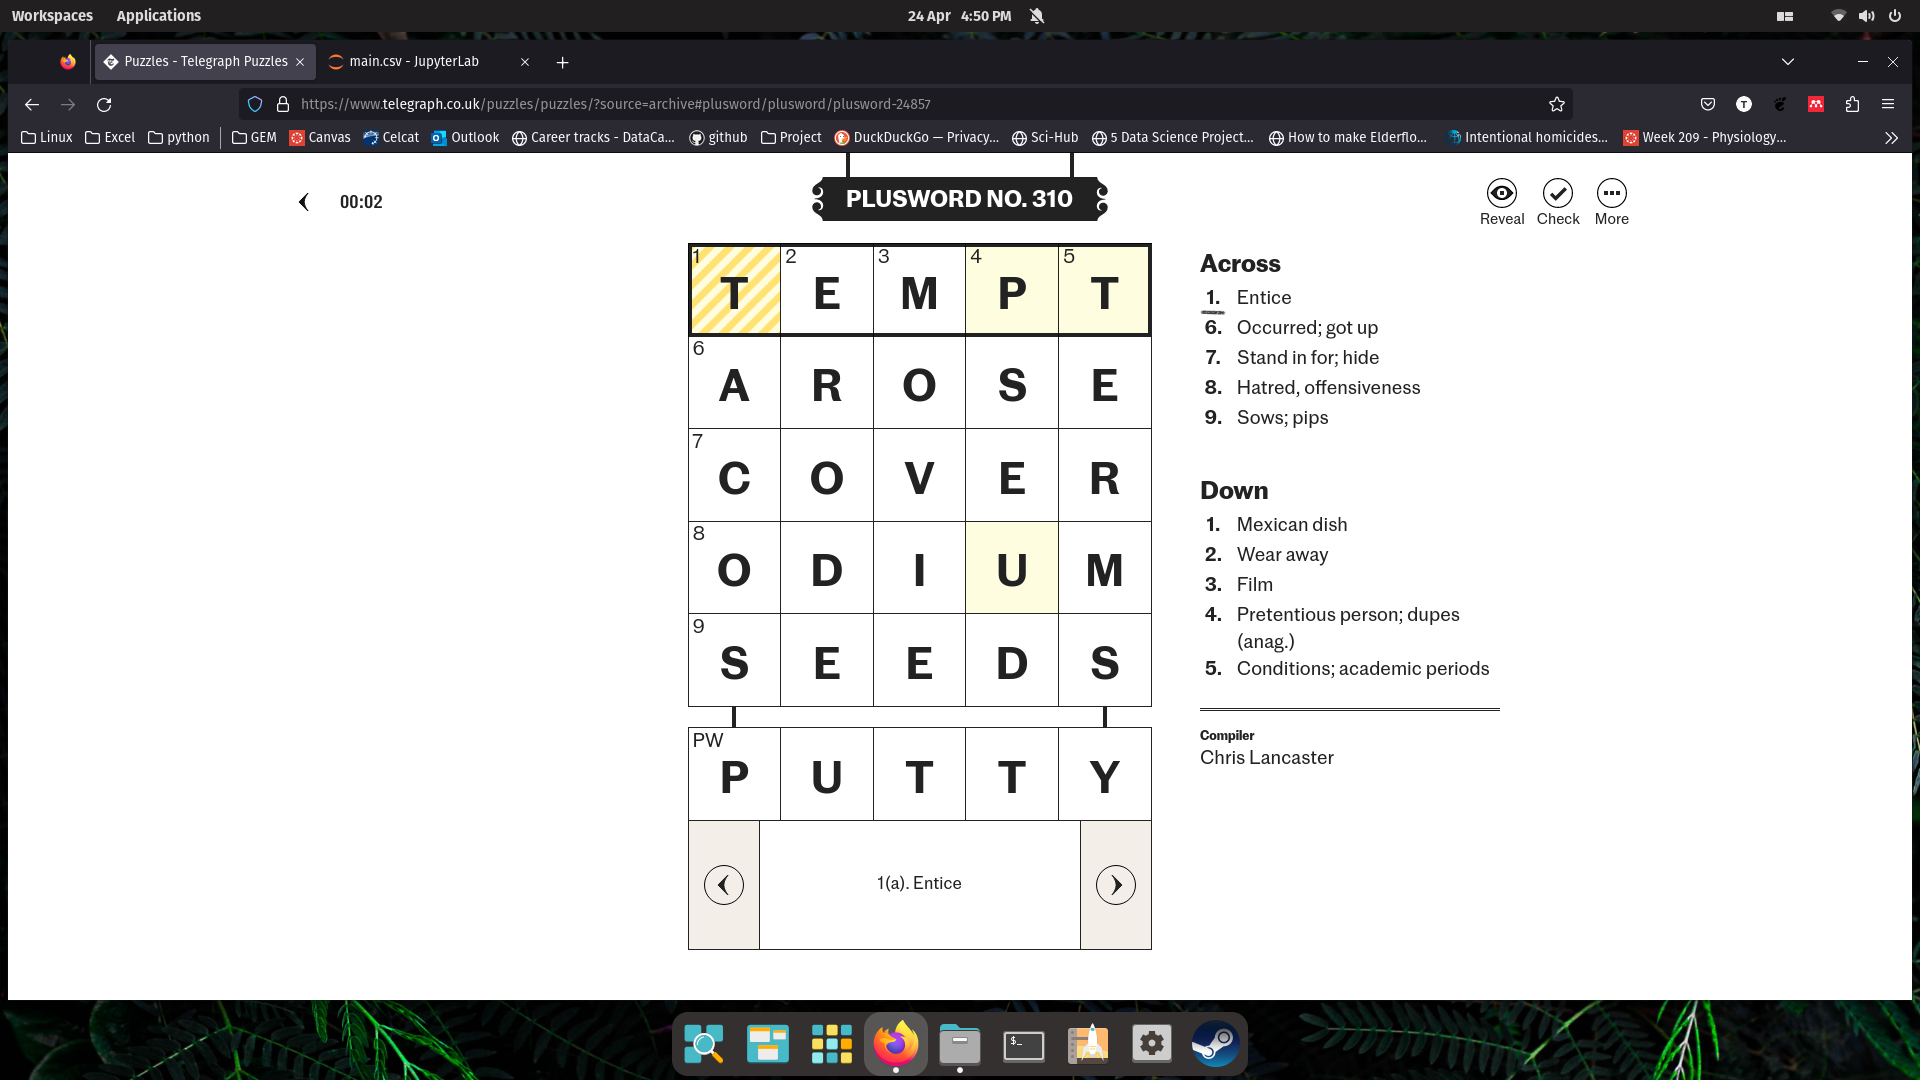 Workspaces Applications 24 Apr 4:50 PM
Puzzles - Telegraph Puzzles main.csv - JupyterLab
https://www.telegraph.co.uk/puzzles/puzzles/?source=archive#plusword/plusword/plusword-24857
Linux Excel python GEM Canvas Celcat Outlook Career tracks - DataCa… github Project DuckDuckGo — Privacy,… Sci-Hub 5 Data Science Project… How to make Elderflo… Intentional homicides… Week 209 - Physiology…
00:02
PLUSWORD NO. 310
Reveal Check More
1 T 2 E 3 M 4 P 5 T
6 A R O S E
7 C O V E R
8 O D I U M
9 S E E D S
PW P U T T Y
1(a). Entice
Across
1. Entice
6. Occurred; got up
7. Stand in for; hide
8. Hatred, offensiveness
9. Sows; pips
Down
1. Mexican dish
2. Wear away
3. Film
4. Pretentious person; dupes
(anag.)
5. Conditions; academic periods
Compiler
Chris Lancaster
$_